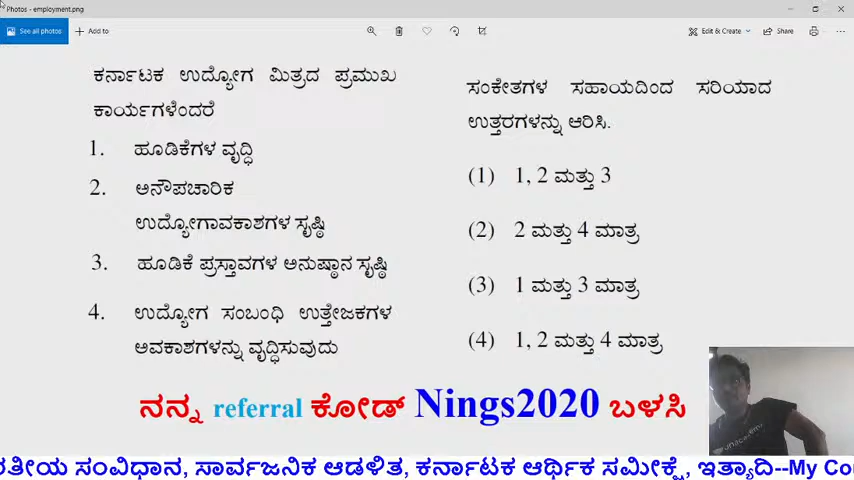 Photos - employment.png
See all photos
Add to
Edit & Create
Share
ಕರ್ನಾಟಕ ಉದ್ಯೋಗ ಮಿತ್ರದ ಪ್ರಮುಖ
ಕಾರ್ಯಗಳೆಂದರೆ
1. ಹೂಡಿಕೆಗಳ ವೃದ್ಧಿ
2. ಅನೌಪಚಾರಿಕ
ಉದ್ಯೋಗಾವಕಾಶಗಳ ಸೃಷ್ಠಿ
3. ಹೂಡಿಕೆ ಪ್ರಸ್ತಾವಗಳ ಅನುಷ್ಠಾನ ಸೃಷ್ಠಿ
4. ಉದ್ಯೋಗ ಸಂಬಂಧಿ ಉತ್ತೇಜಕಗಳ
ಅವಕಾಶಗಳನ್ನು ವೃದ್ಧಿಸುವುದು
ಸಂಕೇತಗಳ ಸಹಾಯದಿಂದ ಸರಿಯಾದ
ಉತ್ತರಗಳನ್ನು ಆರಿಸಿ.
(1) 1, 2 ಮತ್ತು 3
(2) 2 ಮತ್ತು 4 ಮಾತ್ರ
(3) 1 ಮತ್ತು 3 ಮಾತ್ರ
(4) 1, 2 ಮತ್ತು 4 ಮಾತ್ರ
ನನ್ನ referral ಕೋಡ್ Nings2020 ಬಳಸಿ
ಸಂವಿಧಾನ, ಸಾರ್ವಜನಿಕ ಆಡಳಿತ, ಕರ್ನಾಟಕ ಆರ್ಥಿಕ ಸಮೀಕ್ಷೆ, ಇತ್ಯಾದಿ--My